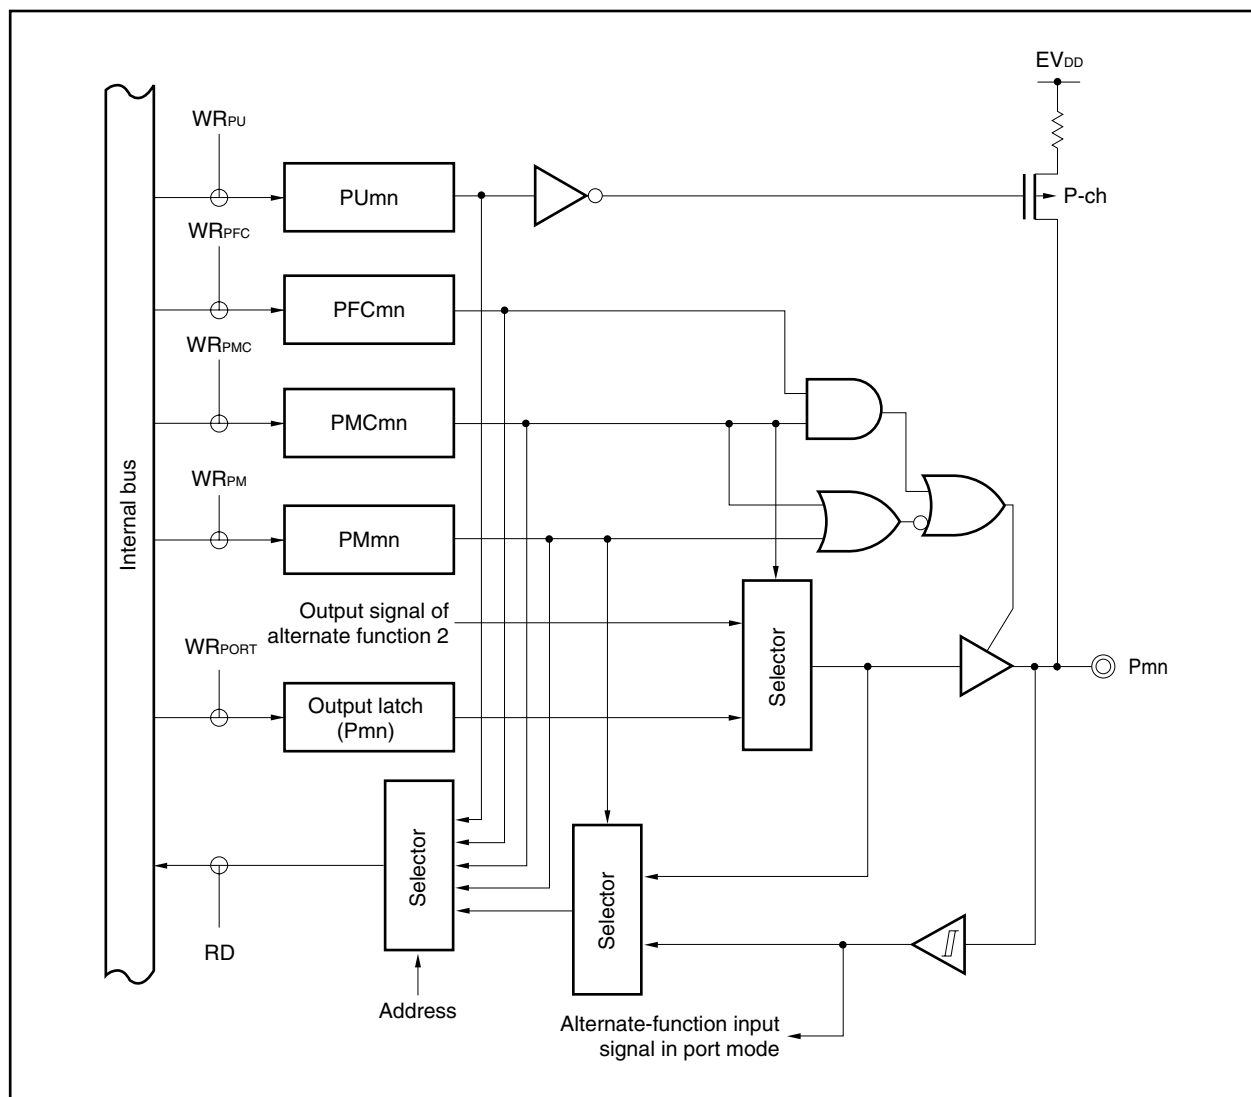 EVDD
WRPU
PUmn
P-ch
WRPFC
PFCmn
WRPMC
PMCmn
WRPM
PMmn
Internal bus
Output signal of
alternate function 2
WRPORT
Output latch
(Pmn)
Selector
Pmn
Selector
Selector
RD
Address
Alternate-function input
signal in port mode